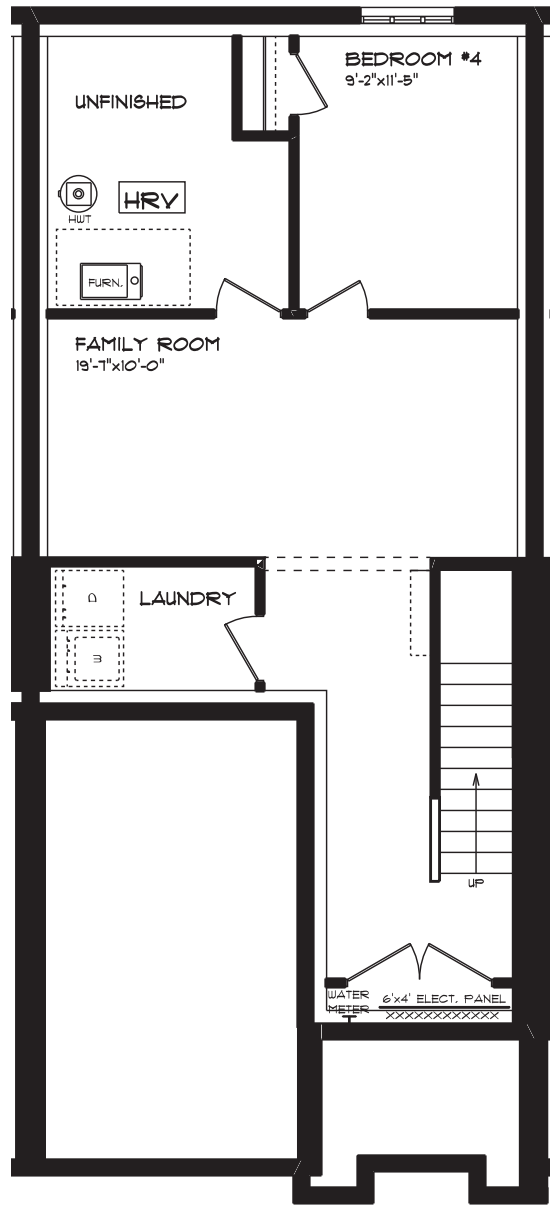 BEDROOM #4
9'-2"x11'-5"
UNFINISHED
HRV
HWT
FURN.
FAMILY ROOM
19'-7"x10'-0"
D
LAUNDRY
W
UP
WATER
METER
6'x4' ELECT. PANEL
XXXXXXXXXXXXX